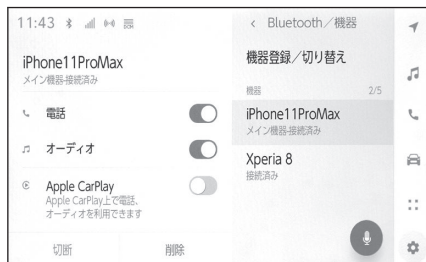 11:43
iPhone11ProMax
メイン機器-接続済み
電話
オーディオ
Apple CarPlay
Apple CarPlay上で電話、
オーディオを利用できます
切断 削除
< Bluetooth/機器
機器登録/切り替え
機器 2/5
iPhone11ProMax
メイン機器-接続済み
Xperia 8
接続済み